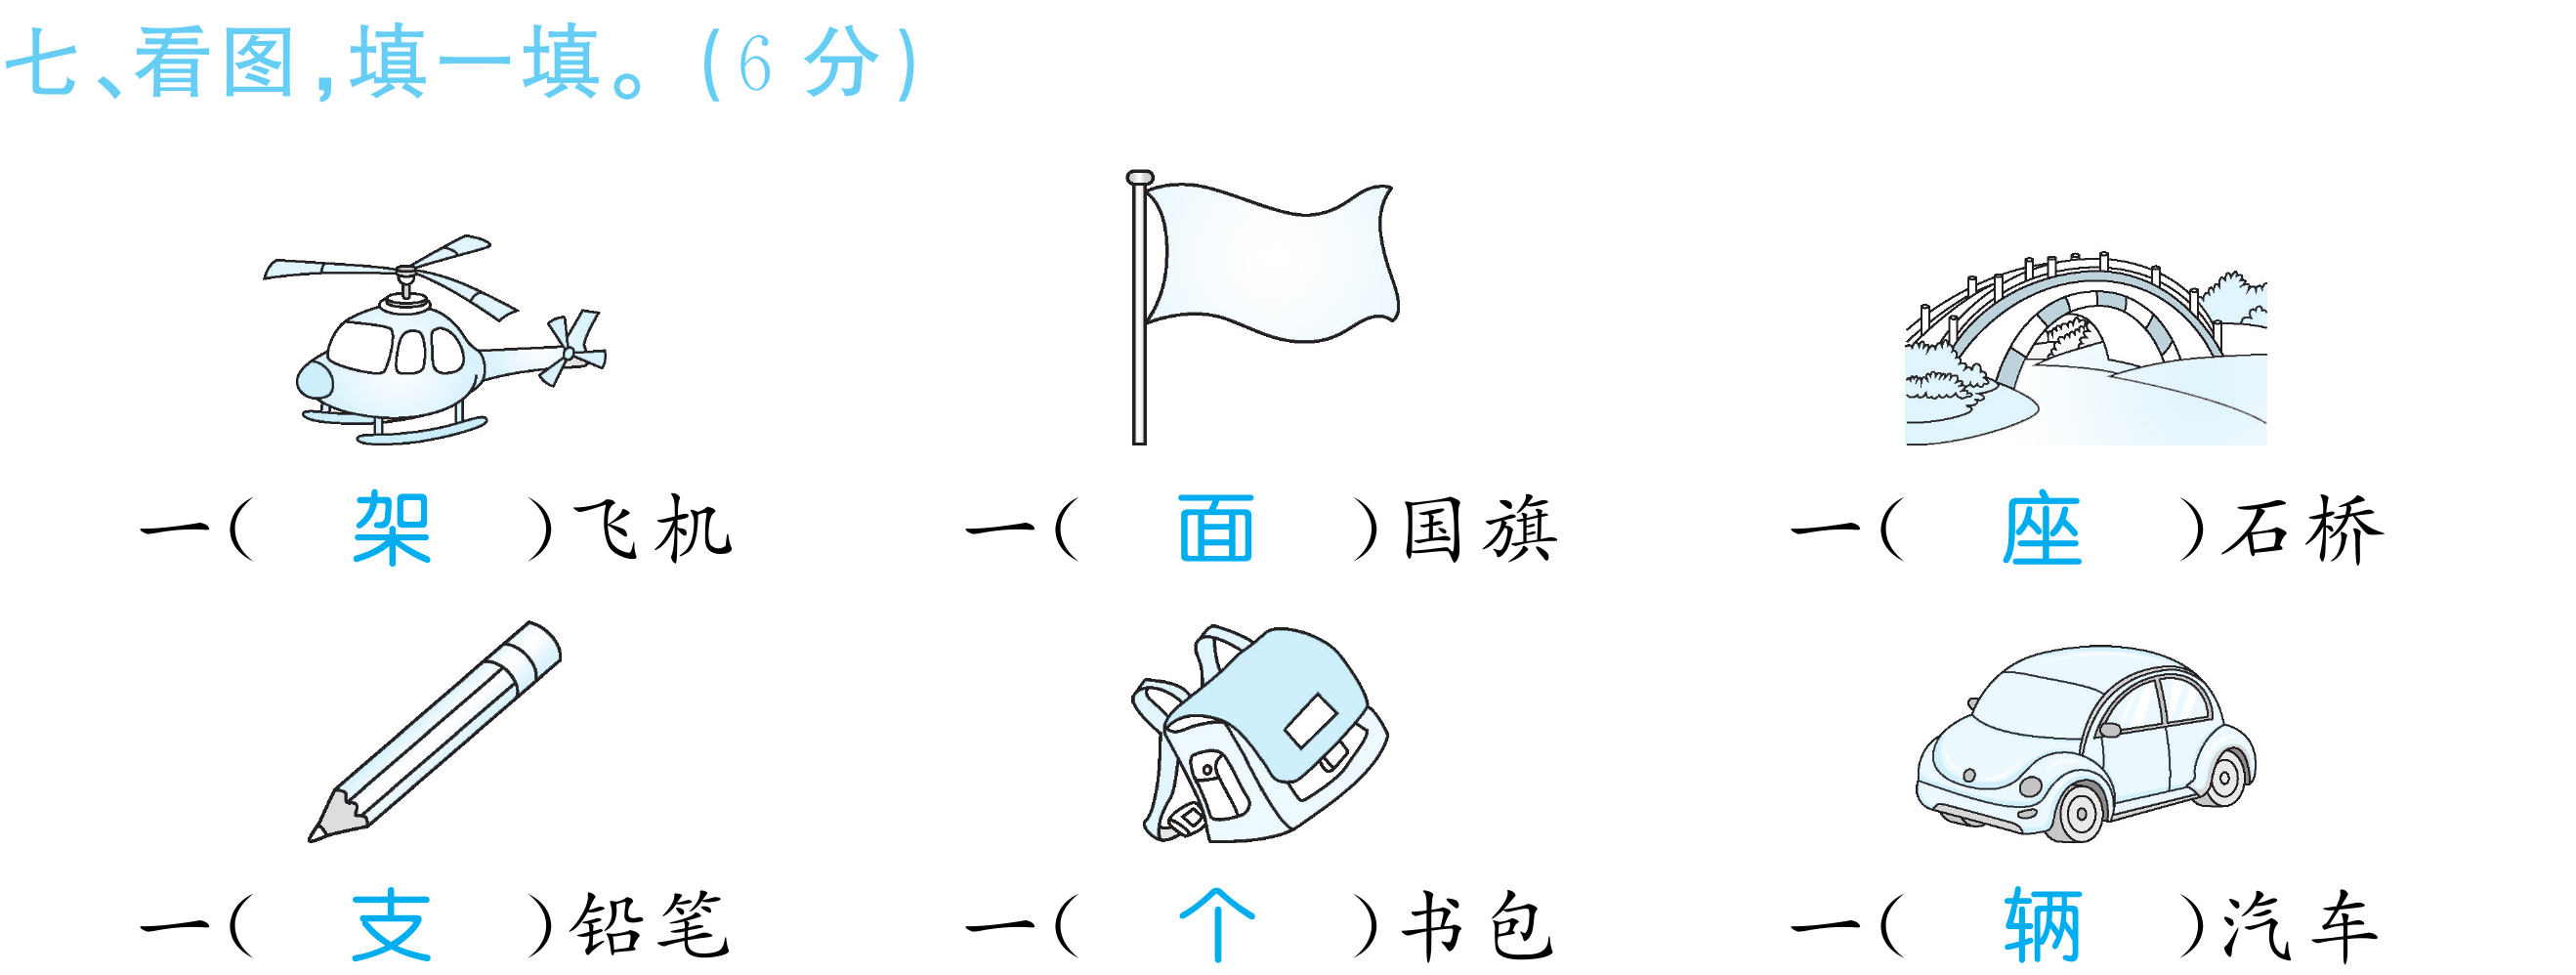 七、看图,填一填。(6 分)
一( 架 )飞机 一( 面 )国旗 一( 座 )石桥
一( 支 )铅笔 一( 个 )书包 一( 辆 )汽车